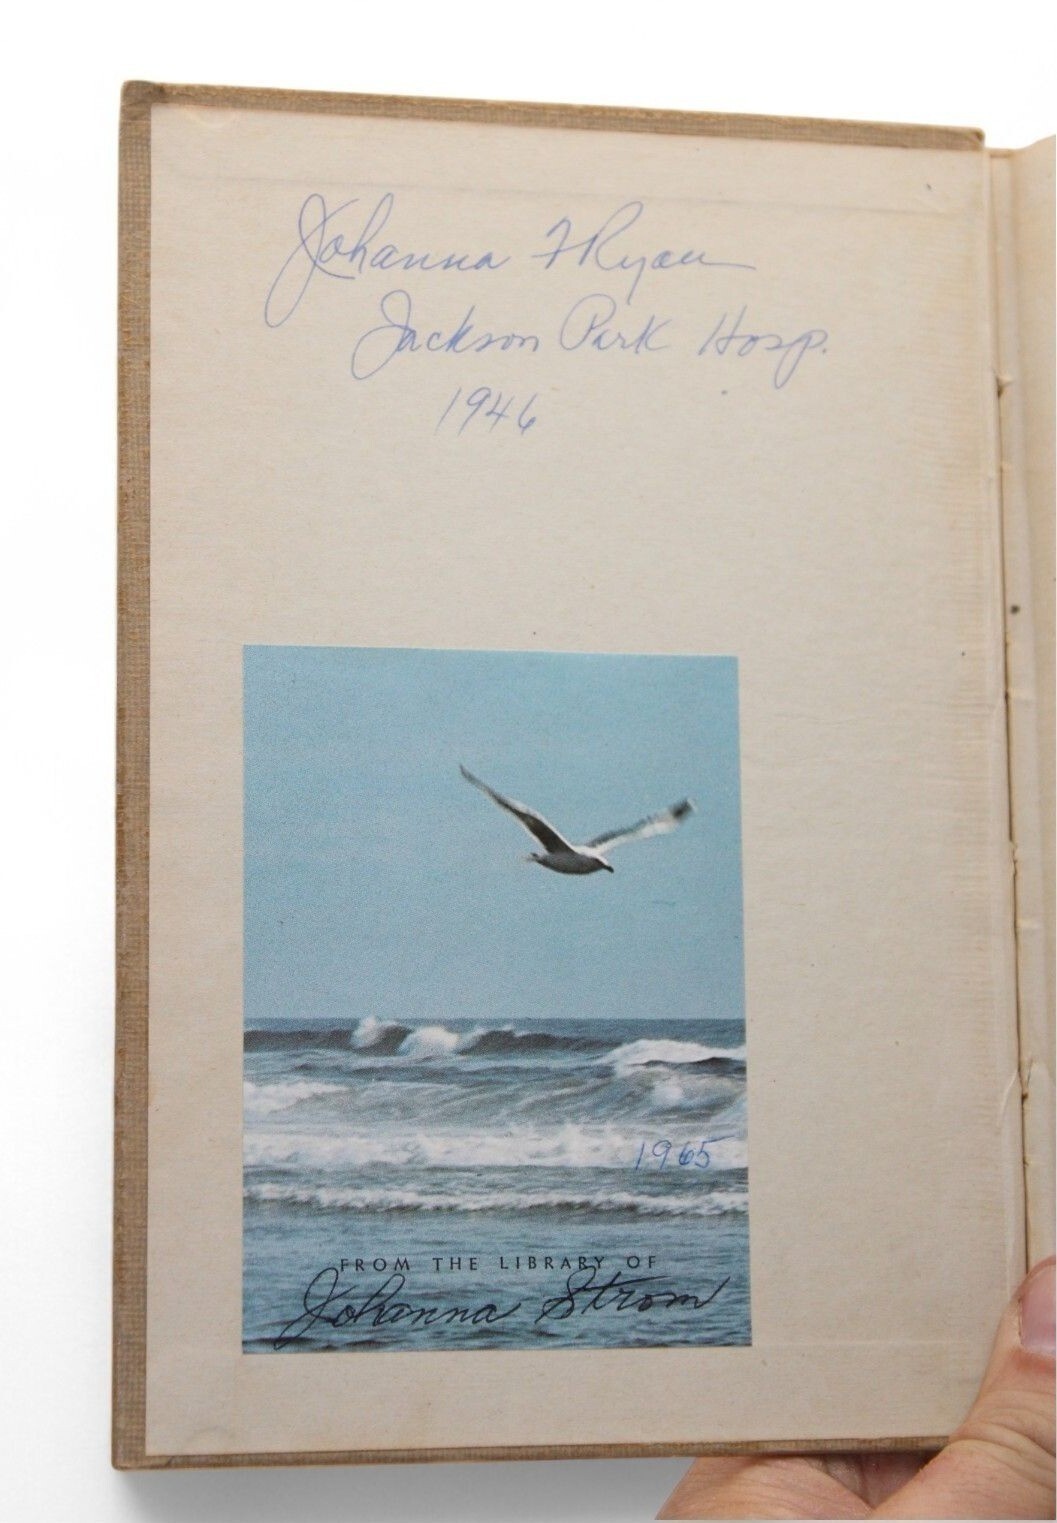 Johanna F Ryan
Jackson Park Hosp.
1946
1965
FROM THE LIBRARY OF
Johanna Strom